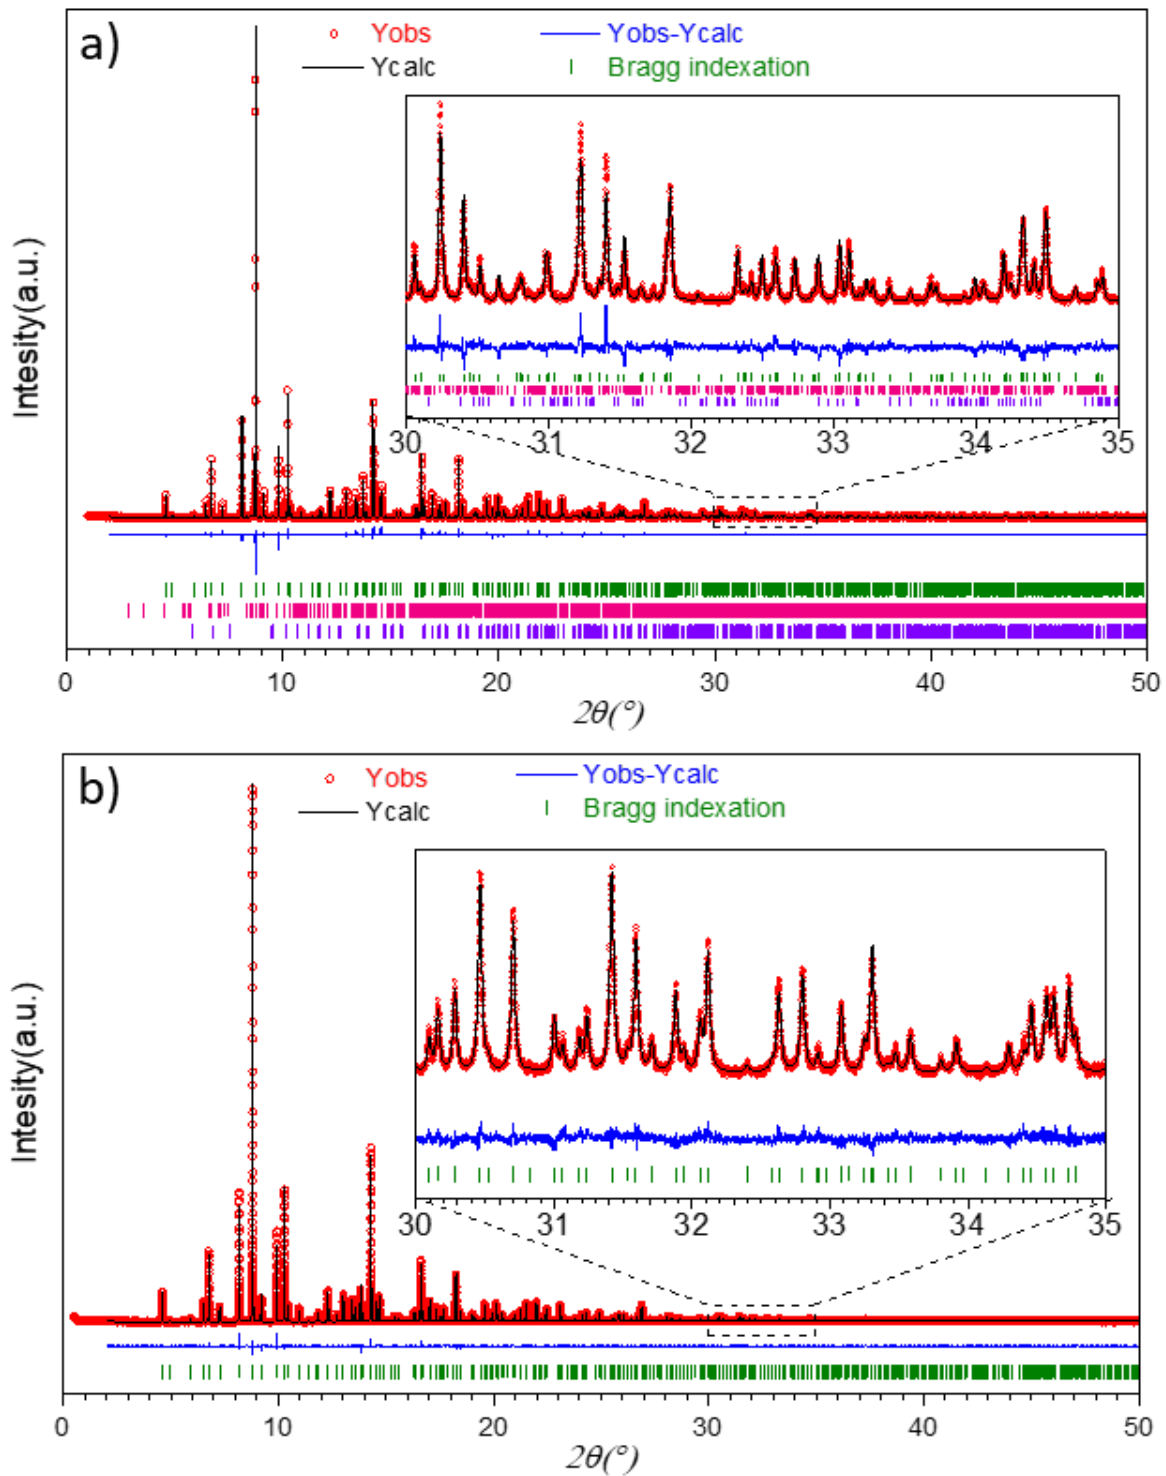 a)
Yobs
Yobs-Ycalc
Ycalc
Bragg indexation
Intesity(a.u.)
30 31 32 33 34 35
0 10 20 30 40 50
2θ(°)
b)
Yobs
Yobs-Ycalc
Ycalc
Bragg indexation
Intesity(a.u.)
30 31 32 33 34 35
0 10 20 30 40 50
2θ(°)